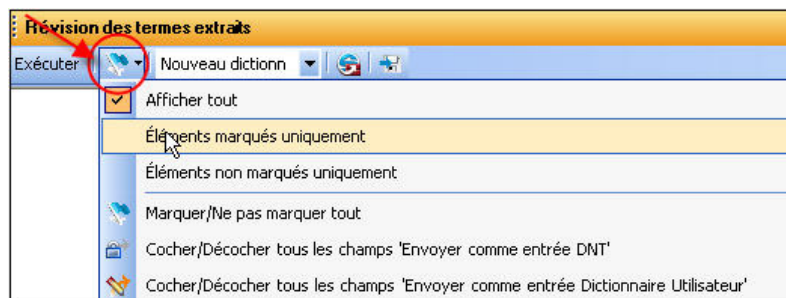 Révision des termes extraits
Exécuter Nouveau dictionn
Afficher tout
Éléments marqués uniquement
Éléments non marqués uniquement
Marquer/Ne pas marquer tout
Cocher/Décocher tous les champs 'Envoyer comme entrée DNT'
Cocher/Décocher tous les champs 'Envoyer comme entrée Dictionnaire Utilisateur'